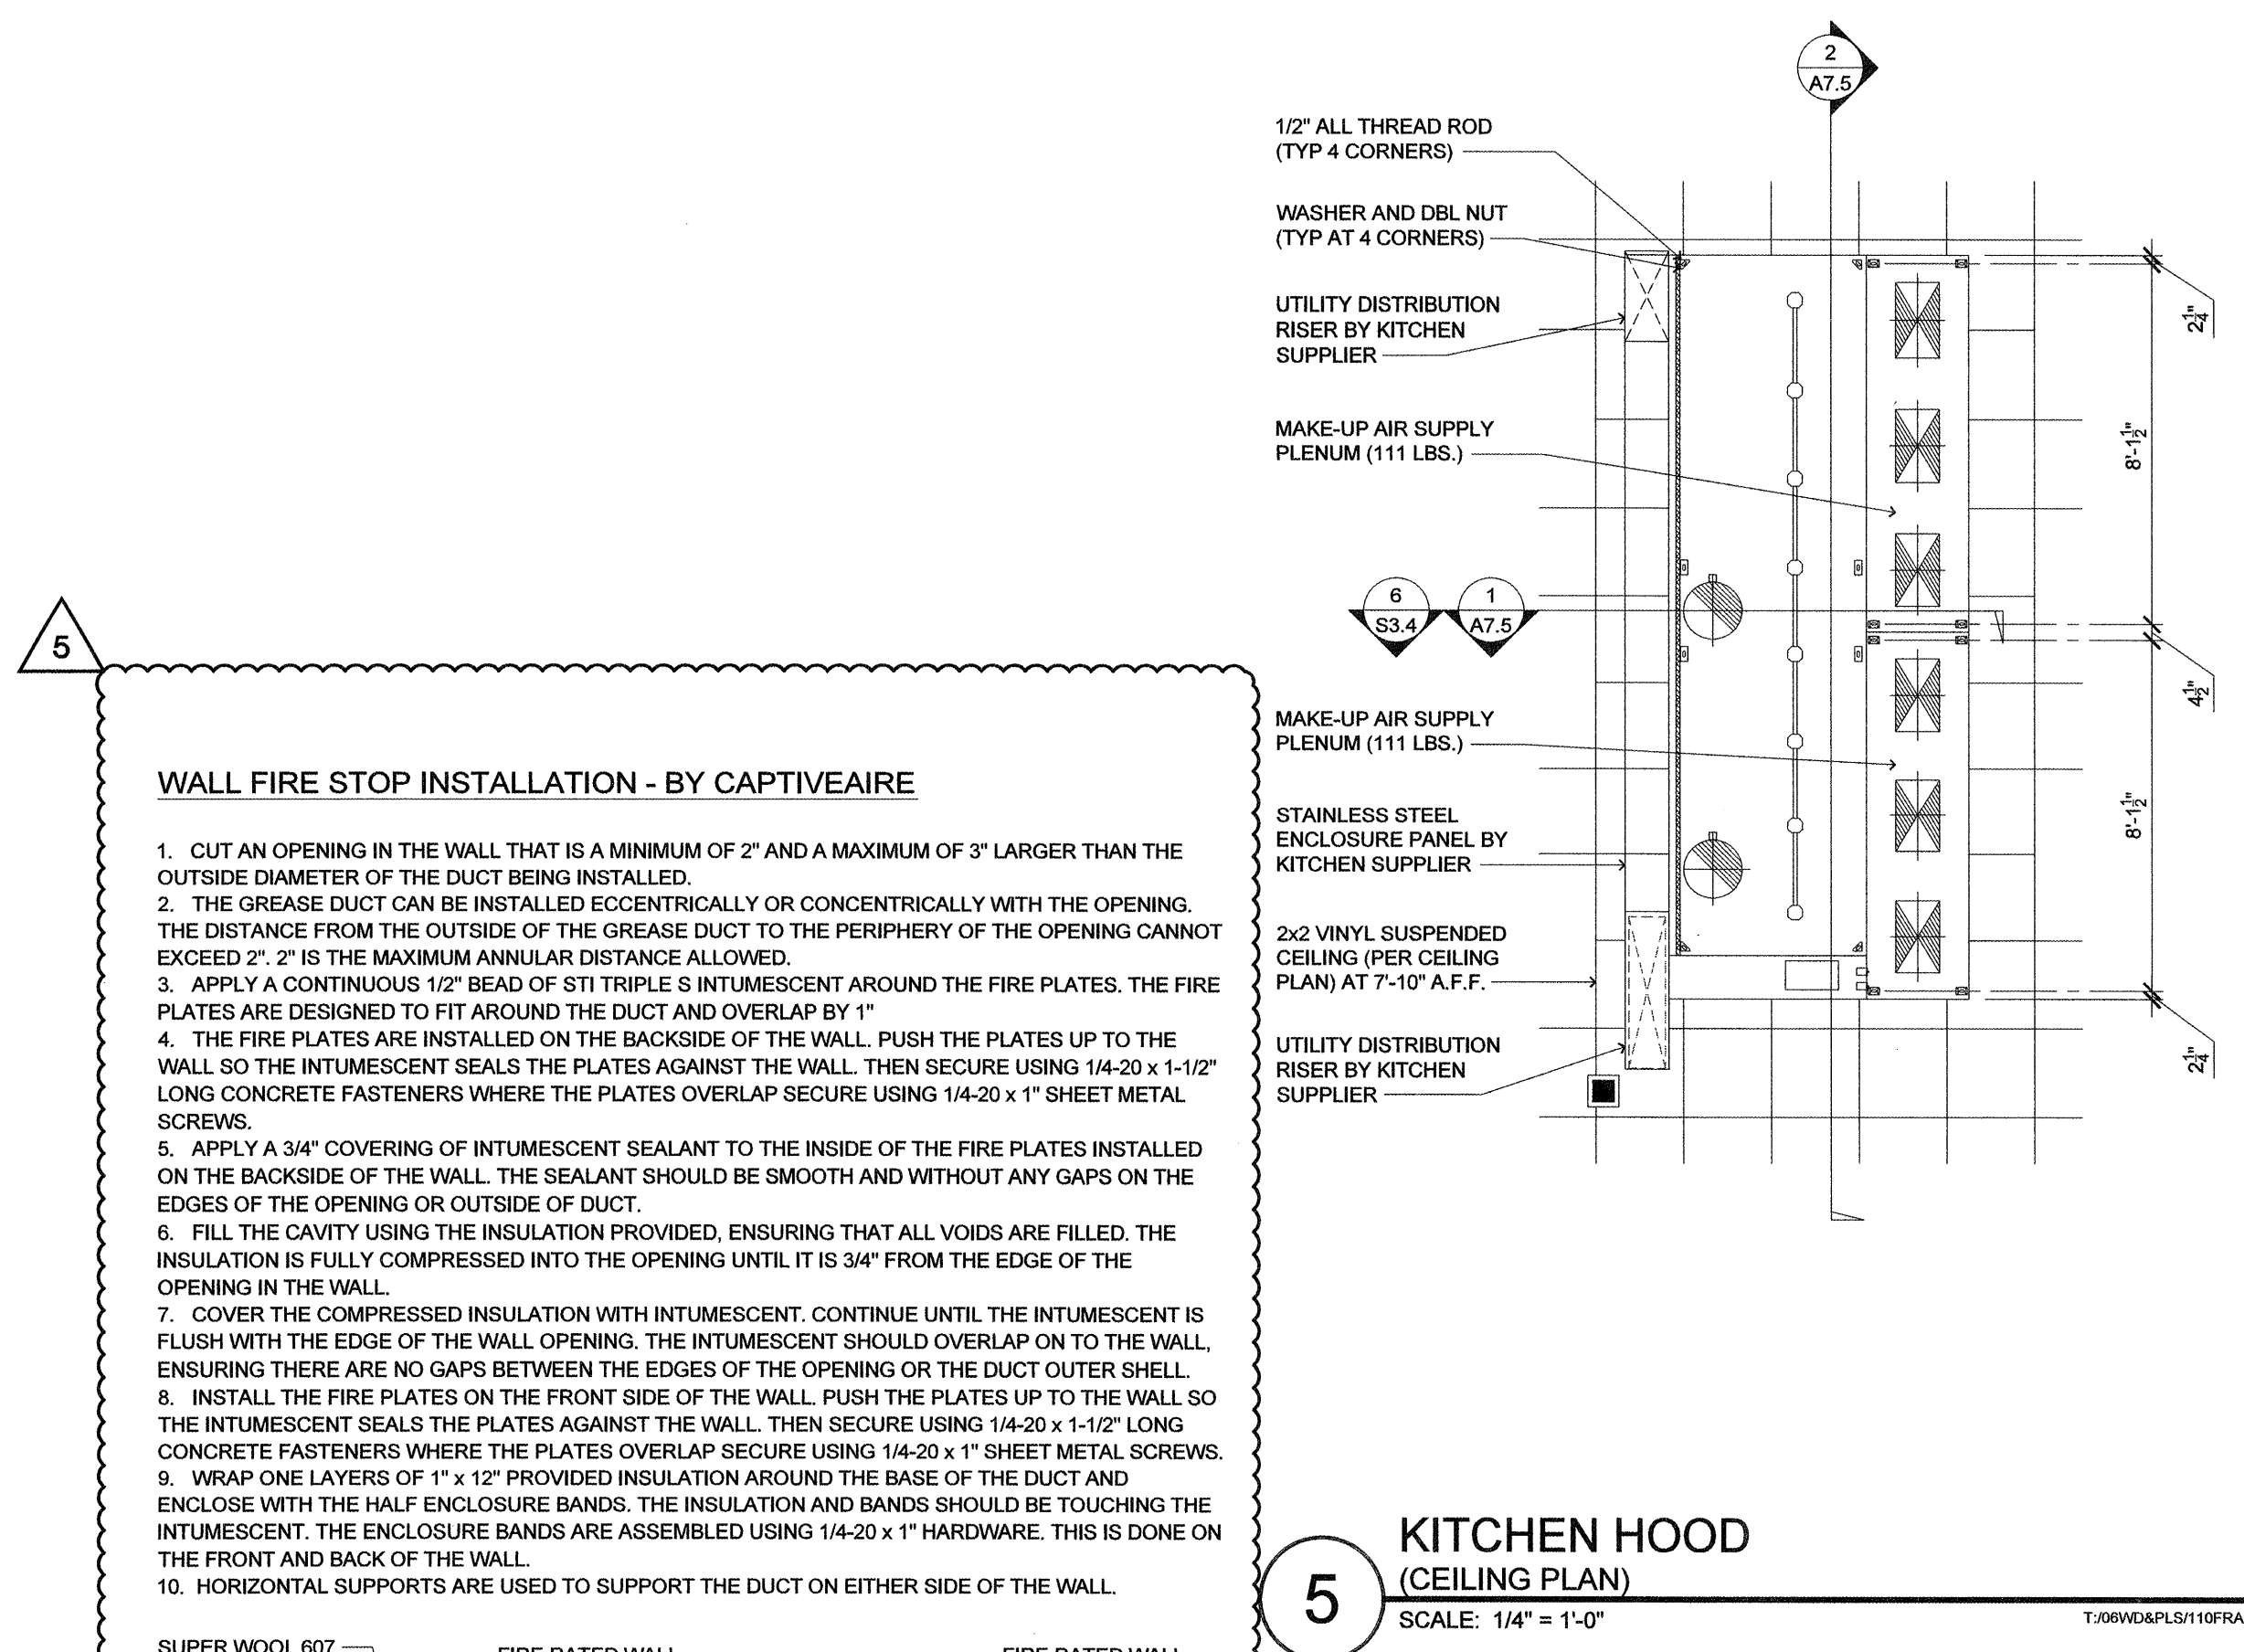 2
A7.5
1/2" ALL THREAD ROD
(TYP 4 CORNERS)
WASHER AND DBL NUT
(TYP AT 4 CORNERS)
UTILITY DISTRIBUTION
RISER BY KITCHEN
SUPPLIER
2 1/4"
MAKE-UP AIR SUPPLY
PLENUM (111 LBS.)
8'-1 1/2"
6
S3.4
1
A7.5
4 1/2"
MAKE-UP AIR SUPPLY
PLENUM (111 LBS.)
8'-1 1/2"
STAINLESS STEEL
ENCLOSURE PANEL BY
KITCHEN SUPPLIER
2x2 VINYL SUSPENDED
CEILING (PER CEILING
PLAN) AT 7'-10" A.F.F.
UTILITY DISTRIBUTION
RISER BY KITCHEN
SUPPLIER
2 1/4"
5
WALL FIRE STOP INSTALLATION - BY CAPTIVEAIRE
1. CUT AN OPENING IN THE WALL THAT IS A MINIMUM OF 2" AND A MAXIMUM OF 3" LARGER THAN THE
OUTSIDE DIAMETER OF THE DUCT BEING INSTALLED.
2. THE GREASE DUCT CAN BE INSTALLED ECCENTRICALLY OR CONCENTRICALLY WITH THE OPENING.
THE DISTANCE FROM THE OUTSIDE OF THE GREASE DUCT TO THE PERIPHERY OF THE OPENING CANNOT
EXCEED 2". 2" IS THE MAXIMUM ANNULAR DISTANCE ALLOWED.
3. APPLY A CONTINUOUS 1/2" BEAD OF STI TRIPLE S INTUMESCENT AROUND THE FIRE PLATES. THE FIRE
PLATES ARE DESIGNED TO FIT AROUND THE DUCT AND OVERLAP BY 1"
4. THE FIRE PLATES ARE INSTALLED ON THE BACKSIDE OF THE WALL. PUSH THE PLATES UP TO THE
WALL SO THE INTUMESCENT SEALS THE PLATES AGAINST THE WALL. THEN SECURE USING 1/4-20 x 1-1/2"
LONG CONCRETE FASTENERS WHERE THE PLATES OVERLAP SECURE USING 1/4-20 x 1" SHEET METAL
SCREWS.
5. APPLY A 3/4" COVERING OF INTUMESCENT SEALANT TO THE INSIDE OF THE FIRE PLATES INSTALLED
ON THE BACKSIDE OF THE WALL. THE SEALANT SHOULD BE SMOOTH AND WITHOUT ANY GAPS ON THE
EDGES OF THE OPENING OR OUTSIDE OF DUCT.
6. FILL THE CAVITY USING THE INSULATION PROVIDED, ENSURING THAT ALL VOIDS ARE FILLED. THE
INSULATION IS FULLY COMPRESSED INTO THE OPENING UNTIL IT IS 3/4" FROM THE EDGE OF THE
OPENING IN THE WALL.
7. COVER THE COMPRESSED INSULATION WITH INTUMESCENT. CONTINUE UNTIL THE INTUMESCENT IS
FLUSH WITH THE EDGE OF THE WALL OPENING. THE INTUMESCENT SHOULD OVERLAP ON TO THE WALL,
ENSURING THERE ARE NO GAPS BETWEEN THE EDGES OF THE OPENING OR THE DUCT OUTER SHELL.
8. INSTALL THE FIRE PLATES ON THE FRONT SIDE OF THE WALL. PUSH THE PLATES UP TO THE WALL SO
THE INTUMESCENT SEALS THE PLATES AGAINST THE WALL. THEN SECURE USING 1/4-20 x 1-1/2" LONG
CONCRETE FASTENERS WHERE THE PLATES OVERLAP SECURE USING 1/4-20 x 1" SHEET METAL SCREWS.
9. WRAP ONE LAYERS OF 1" x 12" PROVIDED INSULATION AROUND THE BASE OF THE DUCT AND
ENCLOSE WITH THE HALF ENCLOSURE BANDS. THE INSULATION AND BANDS SHOULD BE TOUCHING THE
INTUMESCENT. THE ENCLOSURE BANDS ARE ASSEMBLED USING 1/4-20 x 1" HARDWARE. THIS IS DONE ON
THE FRONT AND BACK OF THE WALL.
10. HORIZONTAL SUPPORTS ARE USED TO SUPPORT THE DUCT ON EITHER SIDE OF THE WALL.
SUPER WOOL 607
FIRE RATED WALL
FIRE RATED WALL
5
KITCHEN HOOD
(CEILING PLAN)
SCALE: 1/4" = 1'-0"
T:/06WD&PLS/110FRA